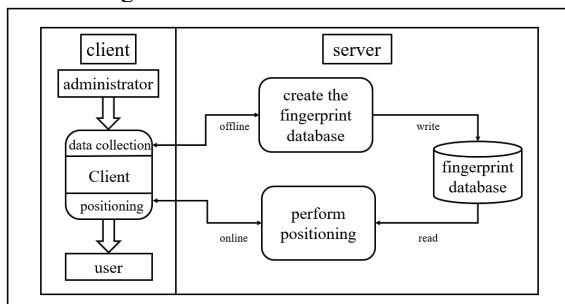 client
server
administrator
create the
fingerprint
database
offline
write
data collection
Client
positioning
fingerprint
database
perform
positioning
online
read
user